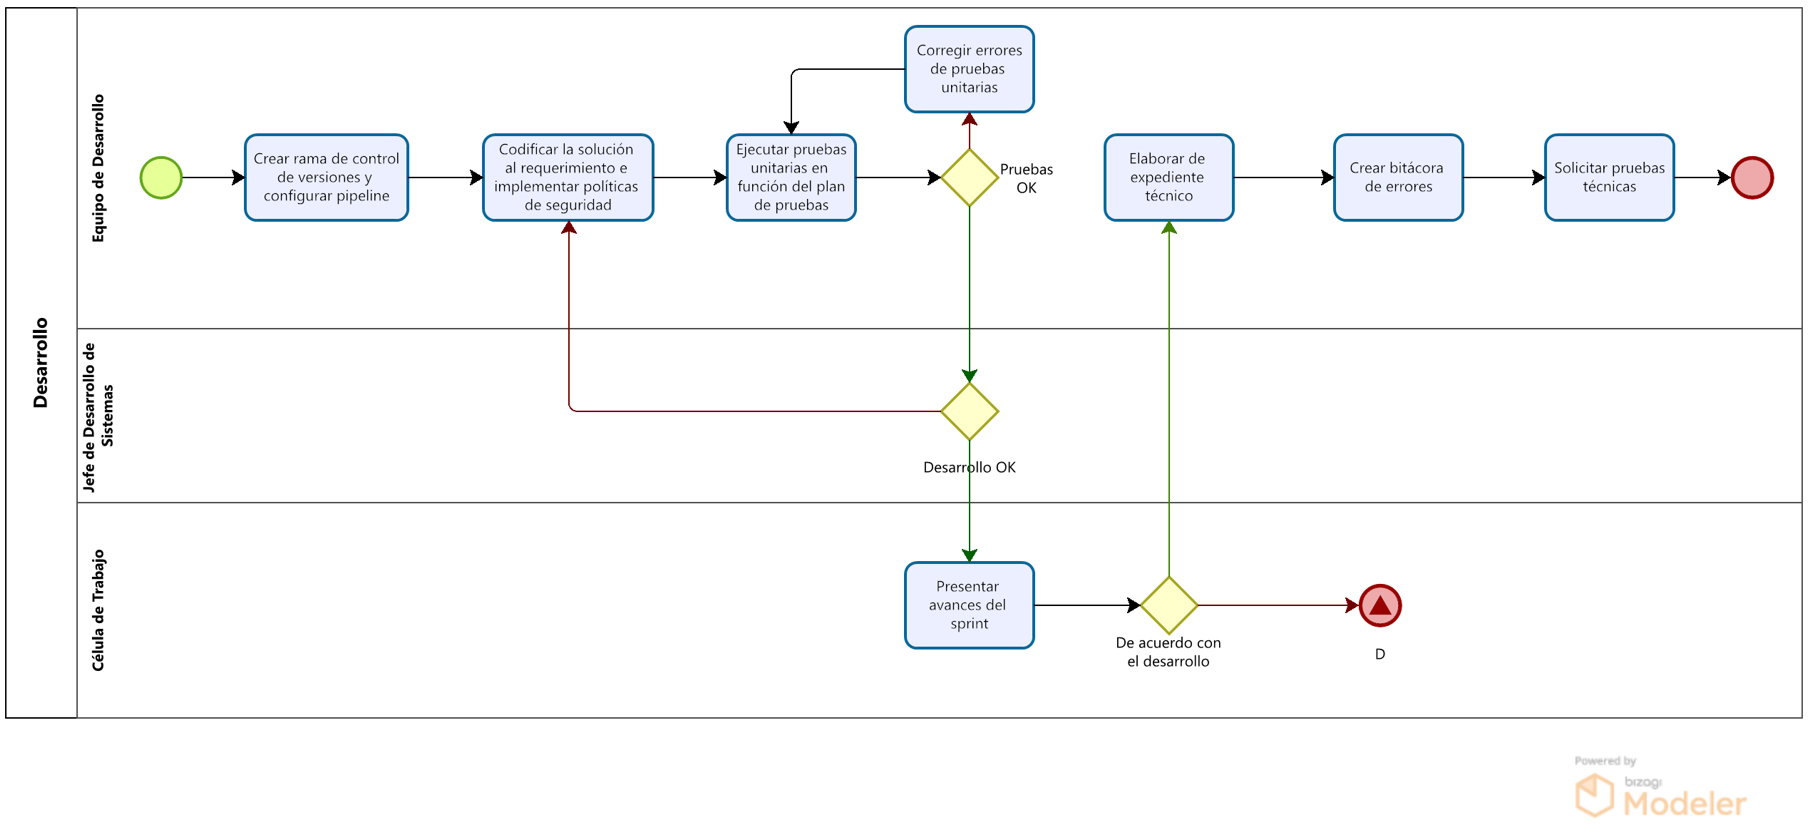 Desarrollo
Equipo de Desarrollo
Crear rama de control
de versiones y
configurar pipeline
Codificar la solución
al requerimiento e
implementar políticas
de seguridad
Ejecutar pruebas
unitarias en
función del plan
de pruebas
Corregir errores
de pruebas
unitarias
Pruebas
OK
Elaborar de
expediente
técnico
Crear bitácora
de errores
Solicitar pruebas
técnicas
Jefe de Desarrollo de
Sistemas
Desarrollo OK
Célula de Trabajo
Presentar
avances del
sprint
De acuerdo con
el desarrollo
D
Powered by
bizagi
Modeler